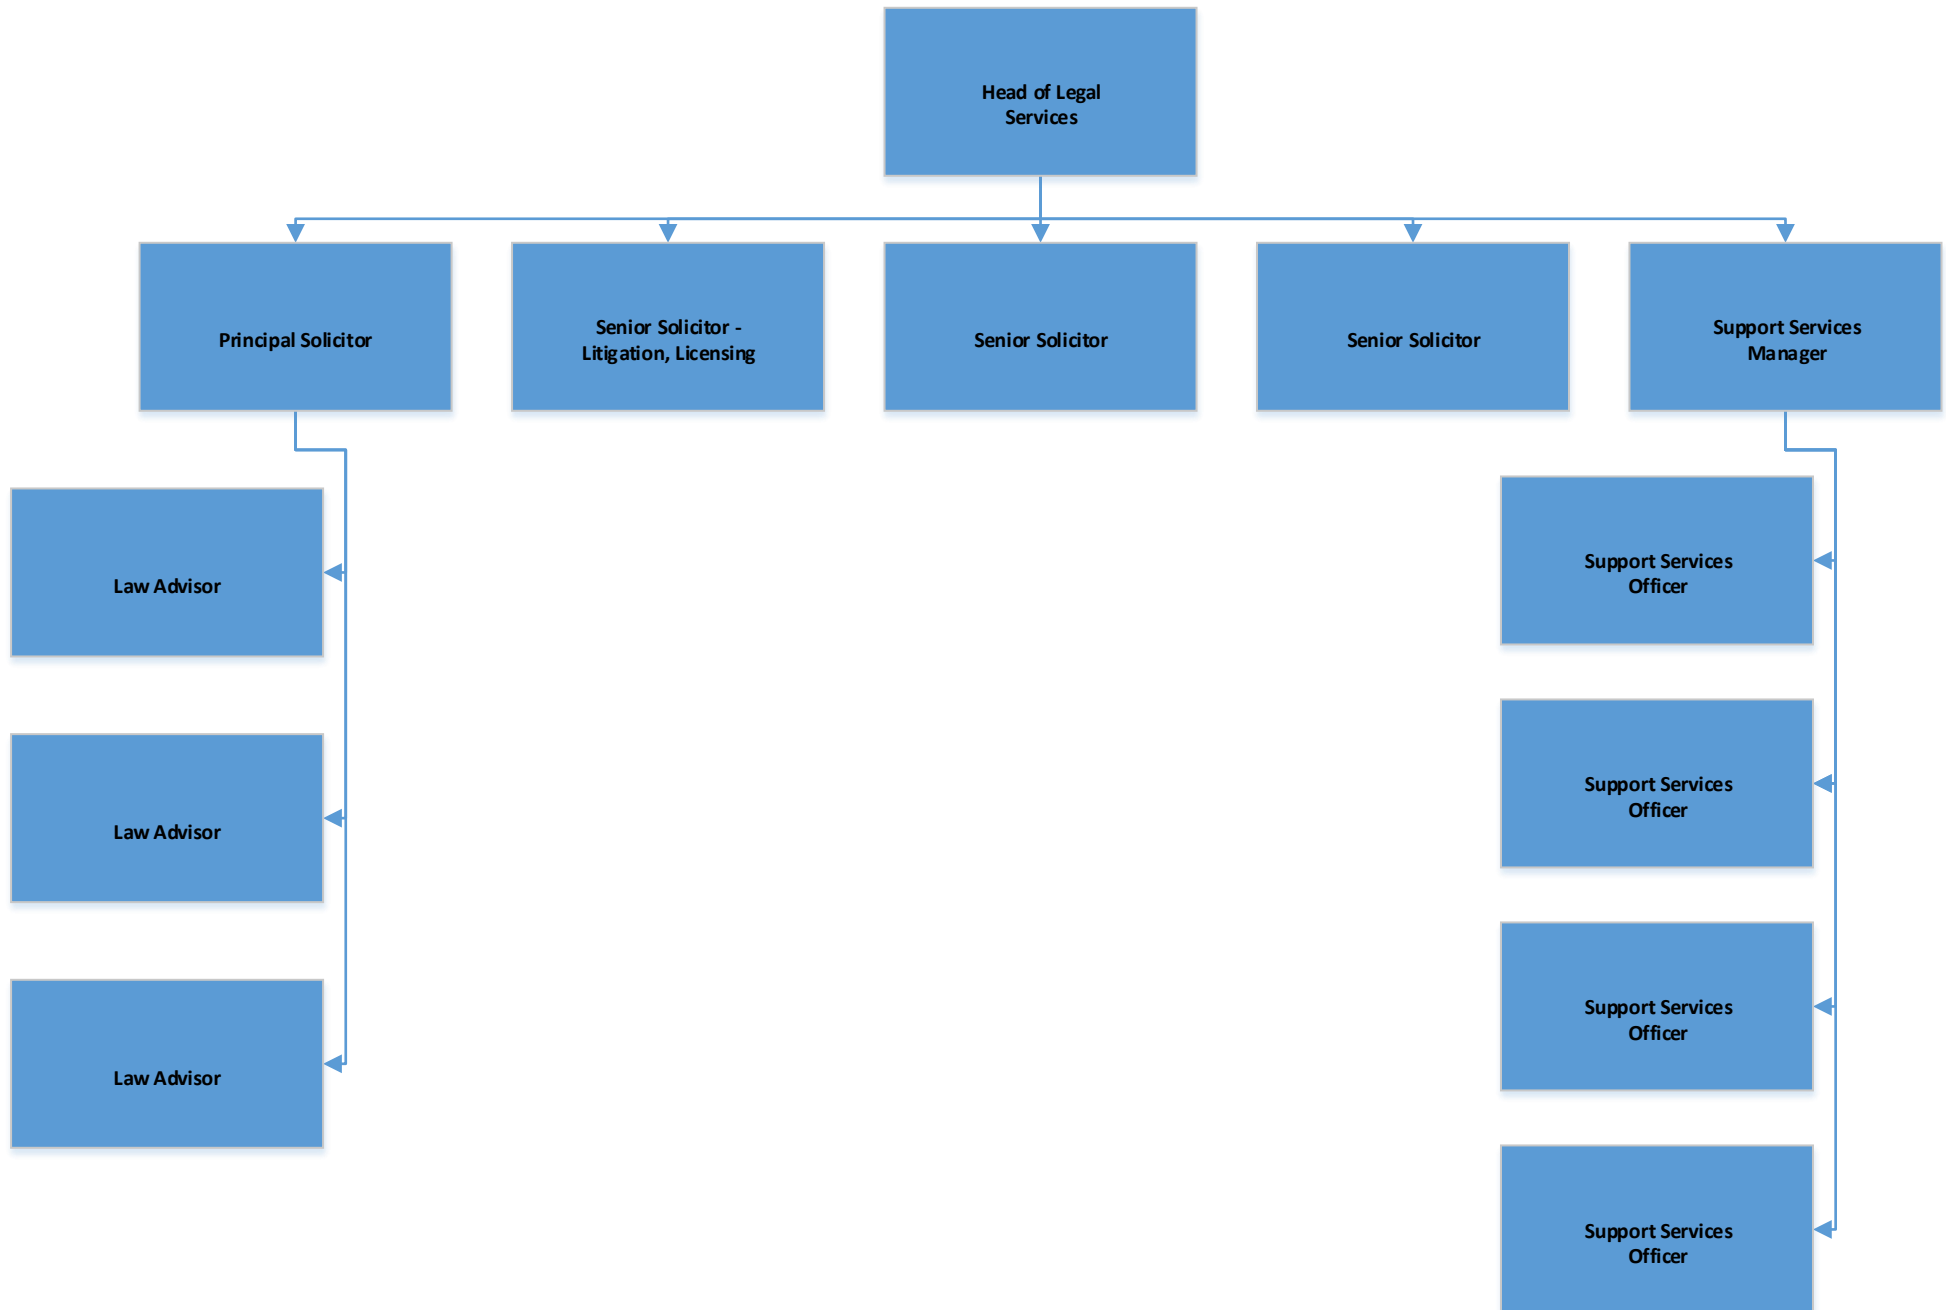 Head of Legal
Services
Principal Solicitor
Senior Solicitor -
Litigation, Licensing
Senior Solicitor
Senior Solicitor
Support Services
Manager
Law Advisor
Law Advisor
Law Advisor
Support Services
Officer
Support Services
Officer
Support Services
Officer
Support Services
Officer